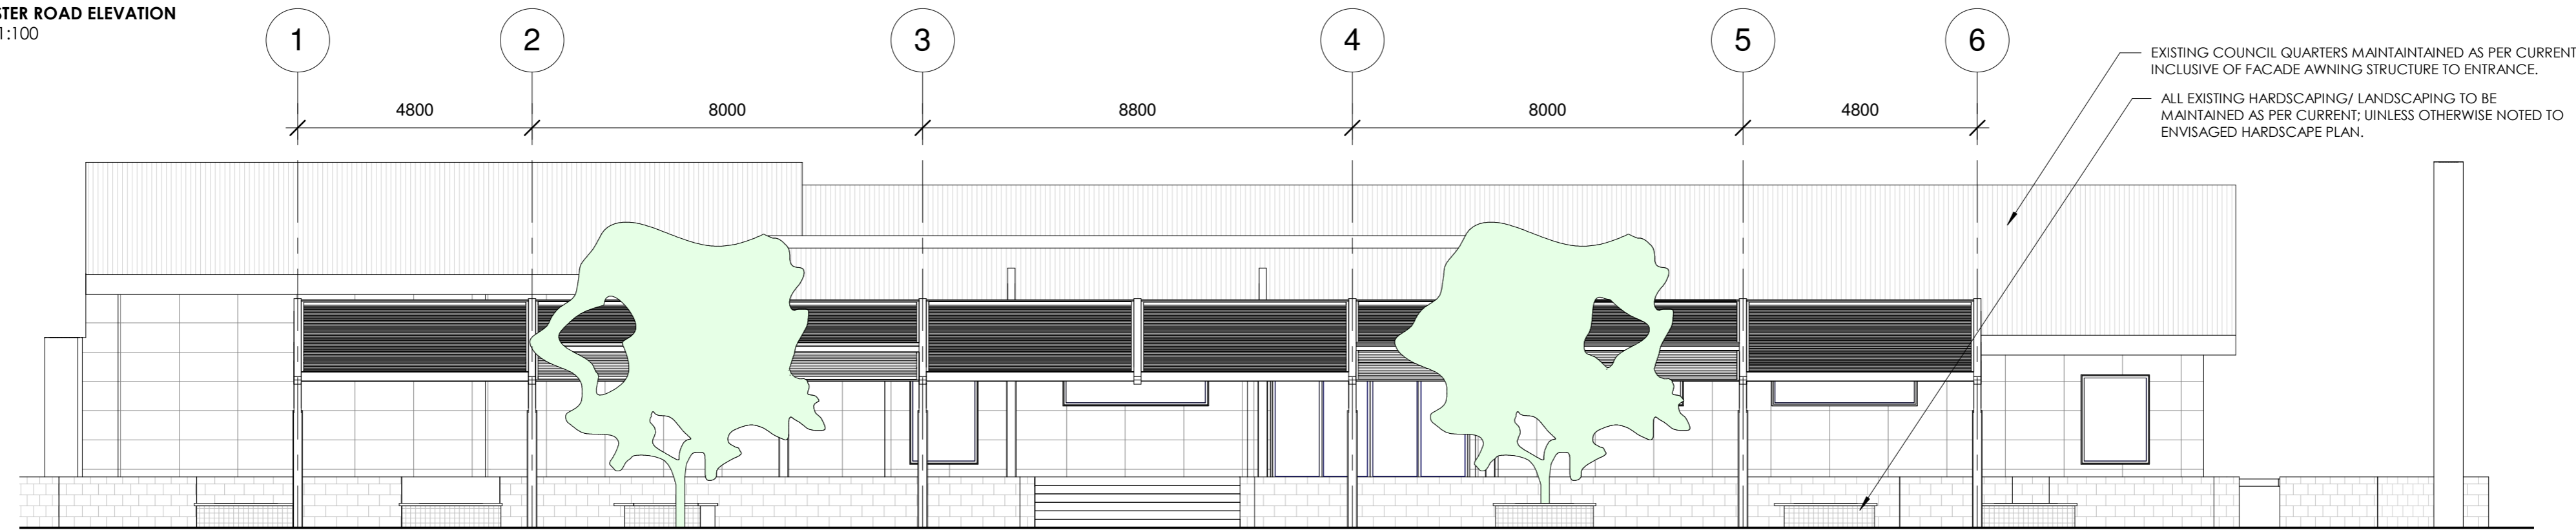 STER ROAD ELEVATION
1:100
1 2 3 4 5 6
4800 8000 8800 8000 4800
EXISTING COUNCIL QUARTERS MAINTAINTAINED AS PER CURRENT
INCLUSIVE OF FACADE AWNING STRUCTURE TO ENTRANCE.
ALL EXISTING HARDSCAPING/ LANDSCAPING TO BE
MAINTAINED AS PER CURRENT; UINLESS OTHERWISE NOTED TO
ENVISAGED HARDSCAPE PLAN.